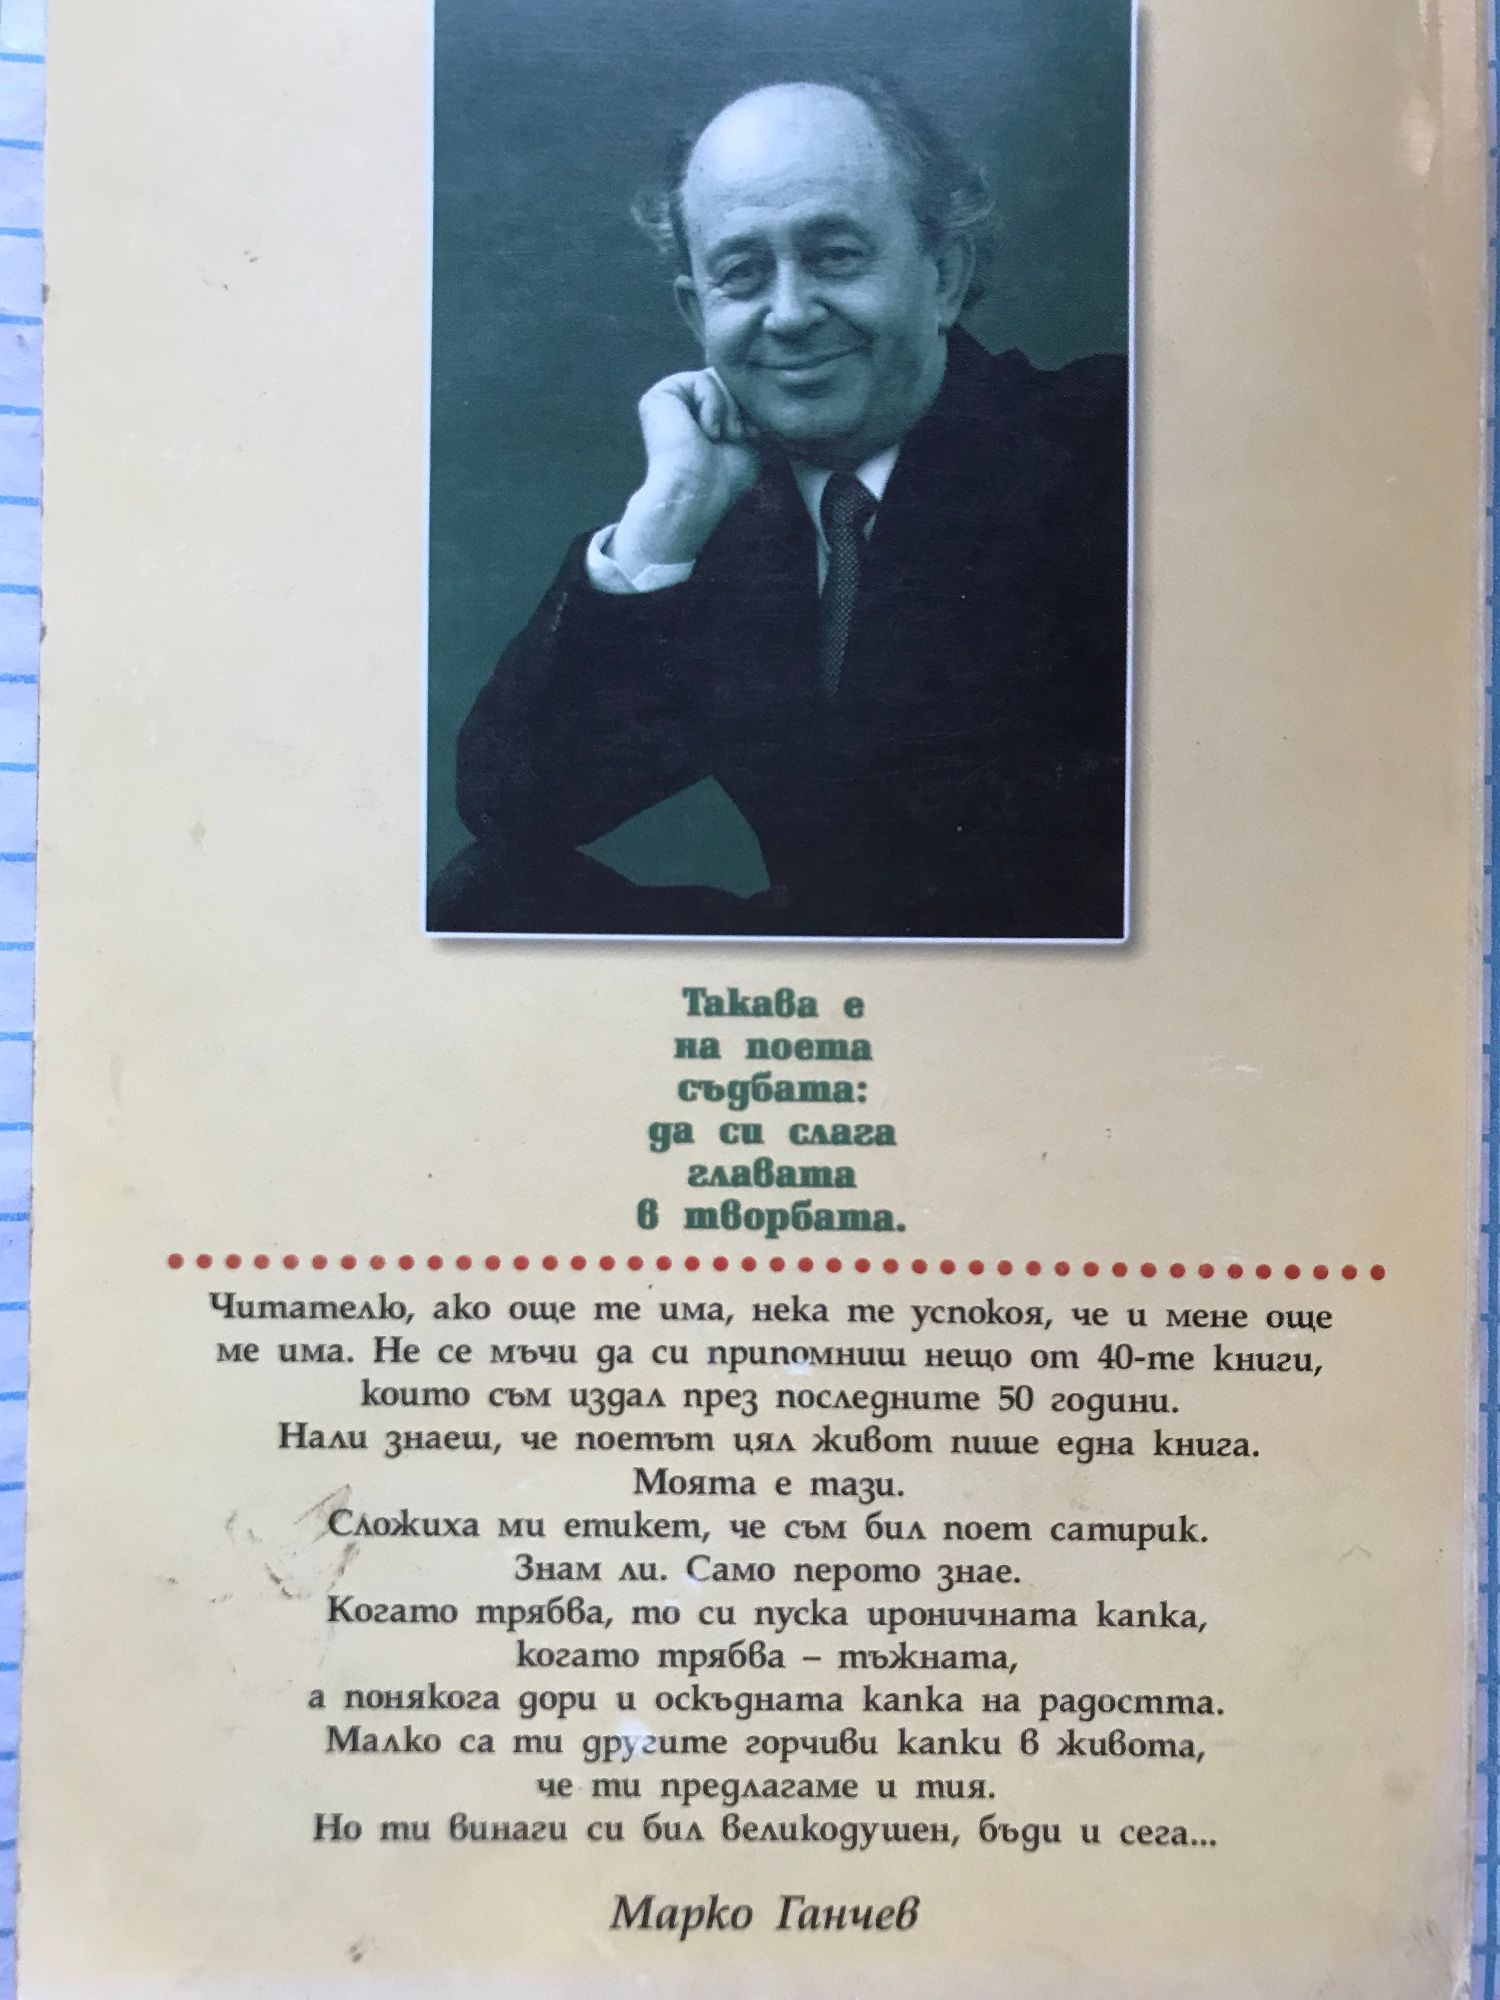 Такава е
на поета
съдбата:
да си слага
главата
в творбата.
Читателю, ако още те има, нека те успокоя, че и мене още
ме има. Не се мъчи да си припомниш нещо от 40-те книги,
които съм издал през последните 50 години.
Нали знаеш, че поетът цял живот пише една книга.
Моята е тази.
Сложиха ми етикет, че съм бил поет сатирик.
Знам ли. Само перото знае.
Когато трябва, то си пуска ироничната капка,
когато трябва – тъжната,
а понякога дори и оскъдната капка на радостта.
Малко са ти другите горчиви капки в живота,
че ти предлагаме и тия.
Но ти винаги си бил великодушен, бъди и сега...
Марко Ганчев